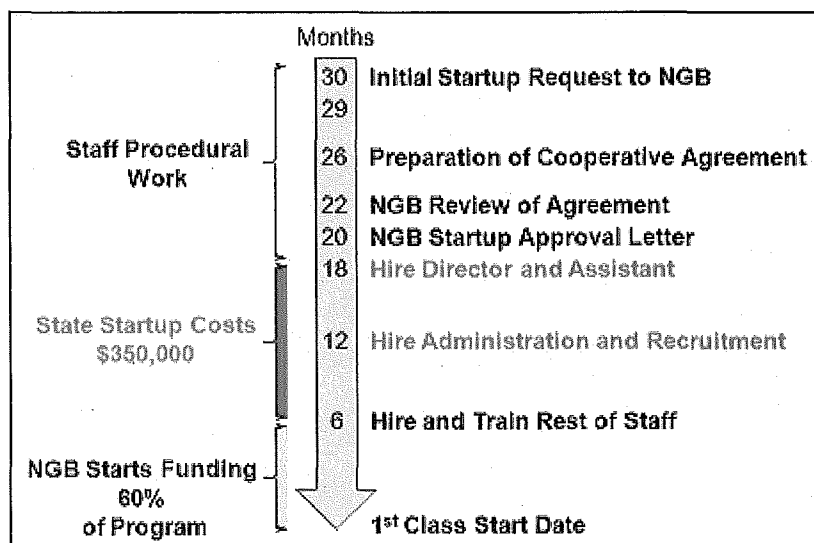 Months
30 Initial Startup Request to NGB
29
Staff Procedural
Work
26 Preparation of Cooperative Agreement
22 NGB Review of Agreement
20 NGB Startup Approval Letter
18 Hire Director and Assistant
State Startup Costs
$350,000
12 Hire Administration and Recruitment
6 Hire and Train Rest of Staff
NGB Starts Funding
60%
of Program
1st Class Start Date